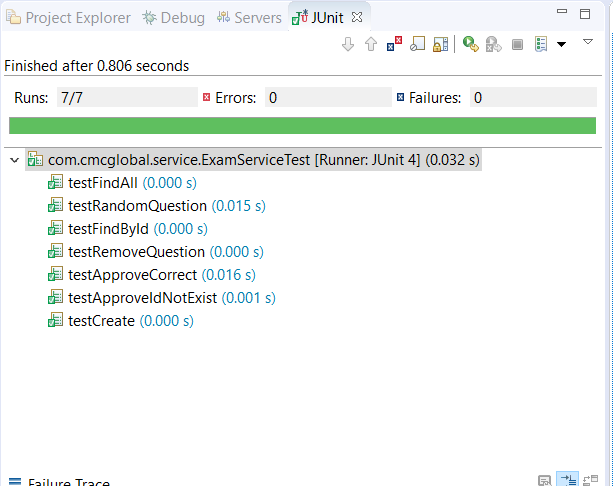 Project Explorer Debug Servers JUnit
Finished after 0.806 seconds
Runs: 7/7 Errors: 0 Failures: 0
com.cmcglobal.service.ExamServiceTest [Runner: JUnit 4] (0.032 s)
testFindAll (0.000 s)
testRandomQuestion (0.015 s)
testFindById (0.000 s)
testRemoveQuestion (0.000 s)
testApproveCorrect (0.016 s)
testApproveIdNotExist (0.001 s)
testCreate (0.000 s)
Failure Trace